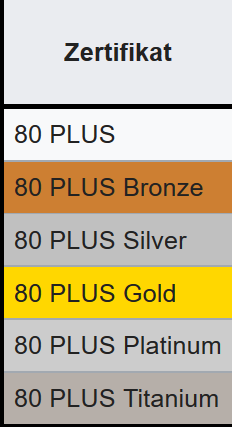 Zertifikat
80 PLUS
80 PLUS Bronze
80 PLUS Silver
80 PLUS Gold
80 PLUS Platinum
80 PLUS Titanium